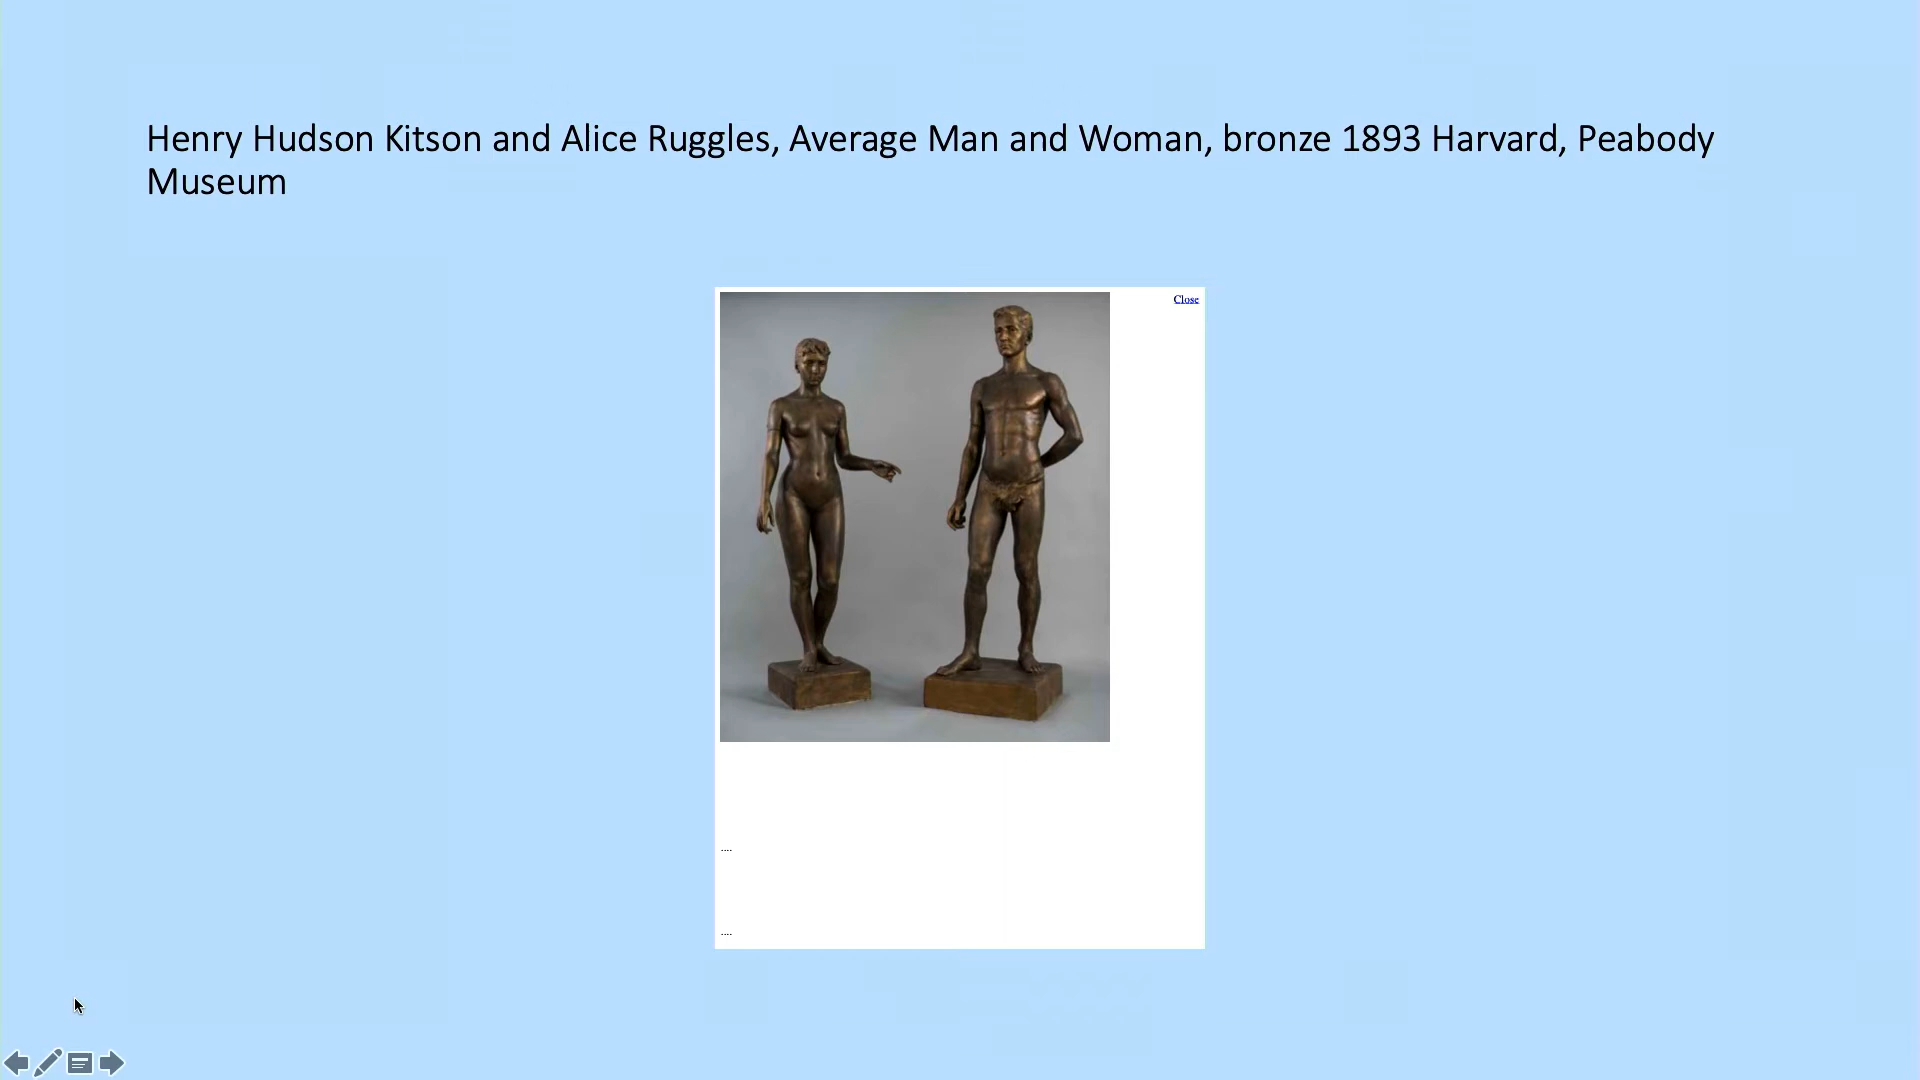 Henry Hudson Kitson and Alice Ruggles, Average Man and Woman, bronze 1893 Harvard, Peabody
Museum
Close
....
....